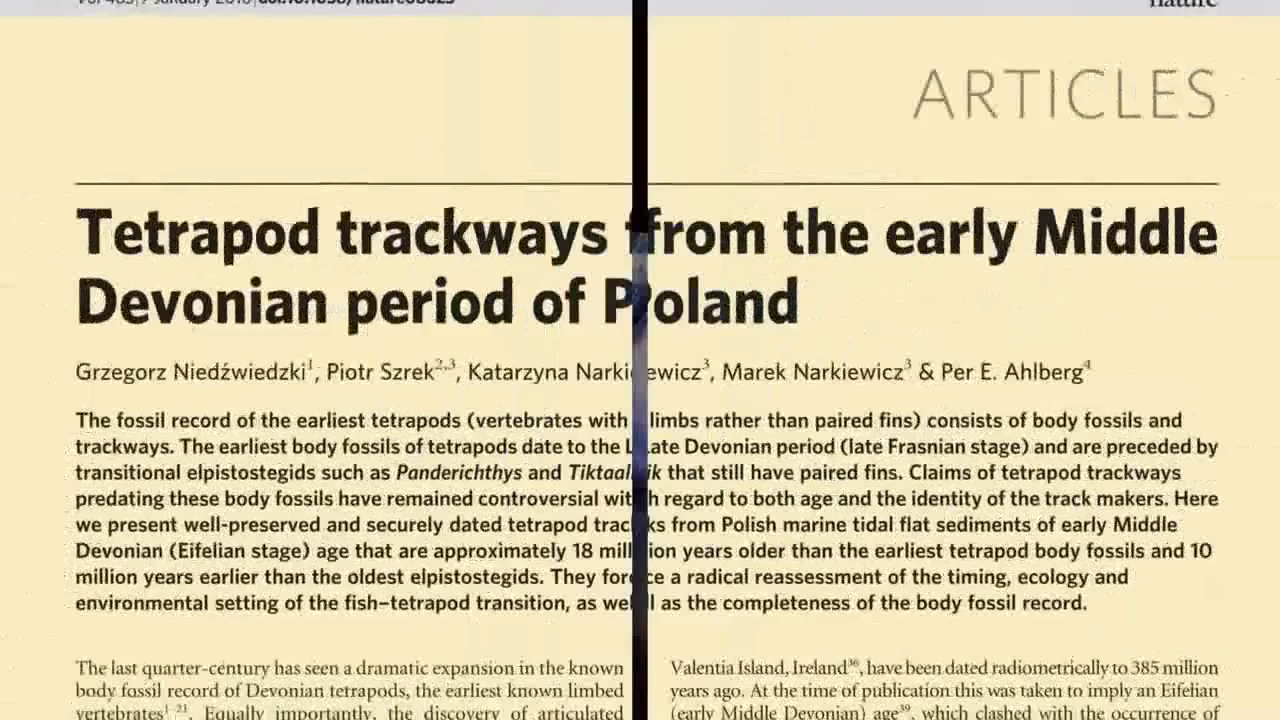 nature
ARTICLES
Tetrapod trackways from the early Middle
Devonian period of Poland
Grzegorz Niedźwiedzki1, Piotr Szrek2,3, Katarzyna Narkiewicz3, Marek Narkiewicz3 & Per E. Ahlberg4
The fossil record of the earliest tetrapods (vertebrates with limbs rather than paired fins) consists of body fossils and
trackways. The earliest body fossils of tetrapods date to the Late Devonian period (late Frasnian stage) and are preceded by
transitional elpistostegids such as Panderichthys and Tiktaalik that still have paired fins. Claims of tetrapod trackways
predating these body fossils have remained controversial with regard to both age and the identity of the track makers. Here
we present well-preserved and securely dated tetrapod tracks from Polish marine tidal flat sediments of early Middle
Devonian (Eifelian stage) age that are approximately 18 million years older than the earliest tetrapod body fossils and 10
million years earlier than the oldest elpistostegids. They force a radical reassessment of the timing, ecology and
environmental setting of the fish–tetrapod transition, as well as the completeness of the body fossil record.
The last quarter-century has seen a dramatic expansion in the known
body fossil record of Devonian tetrapods, the earliest known limbed
vertebrates1–21. Equally importantly, the discovery of articulated
Valentia Island, Ireland36, have been dated radiometrically to 385 million
years ago. At the time of publication this was taken to imply an Eifelian
(early Middle Devonian) age39, which clashed with the occurrence of